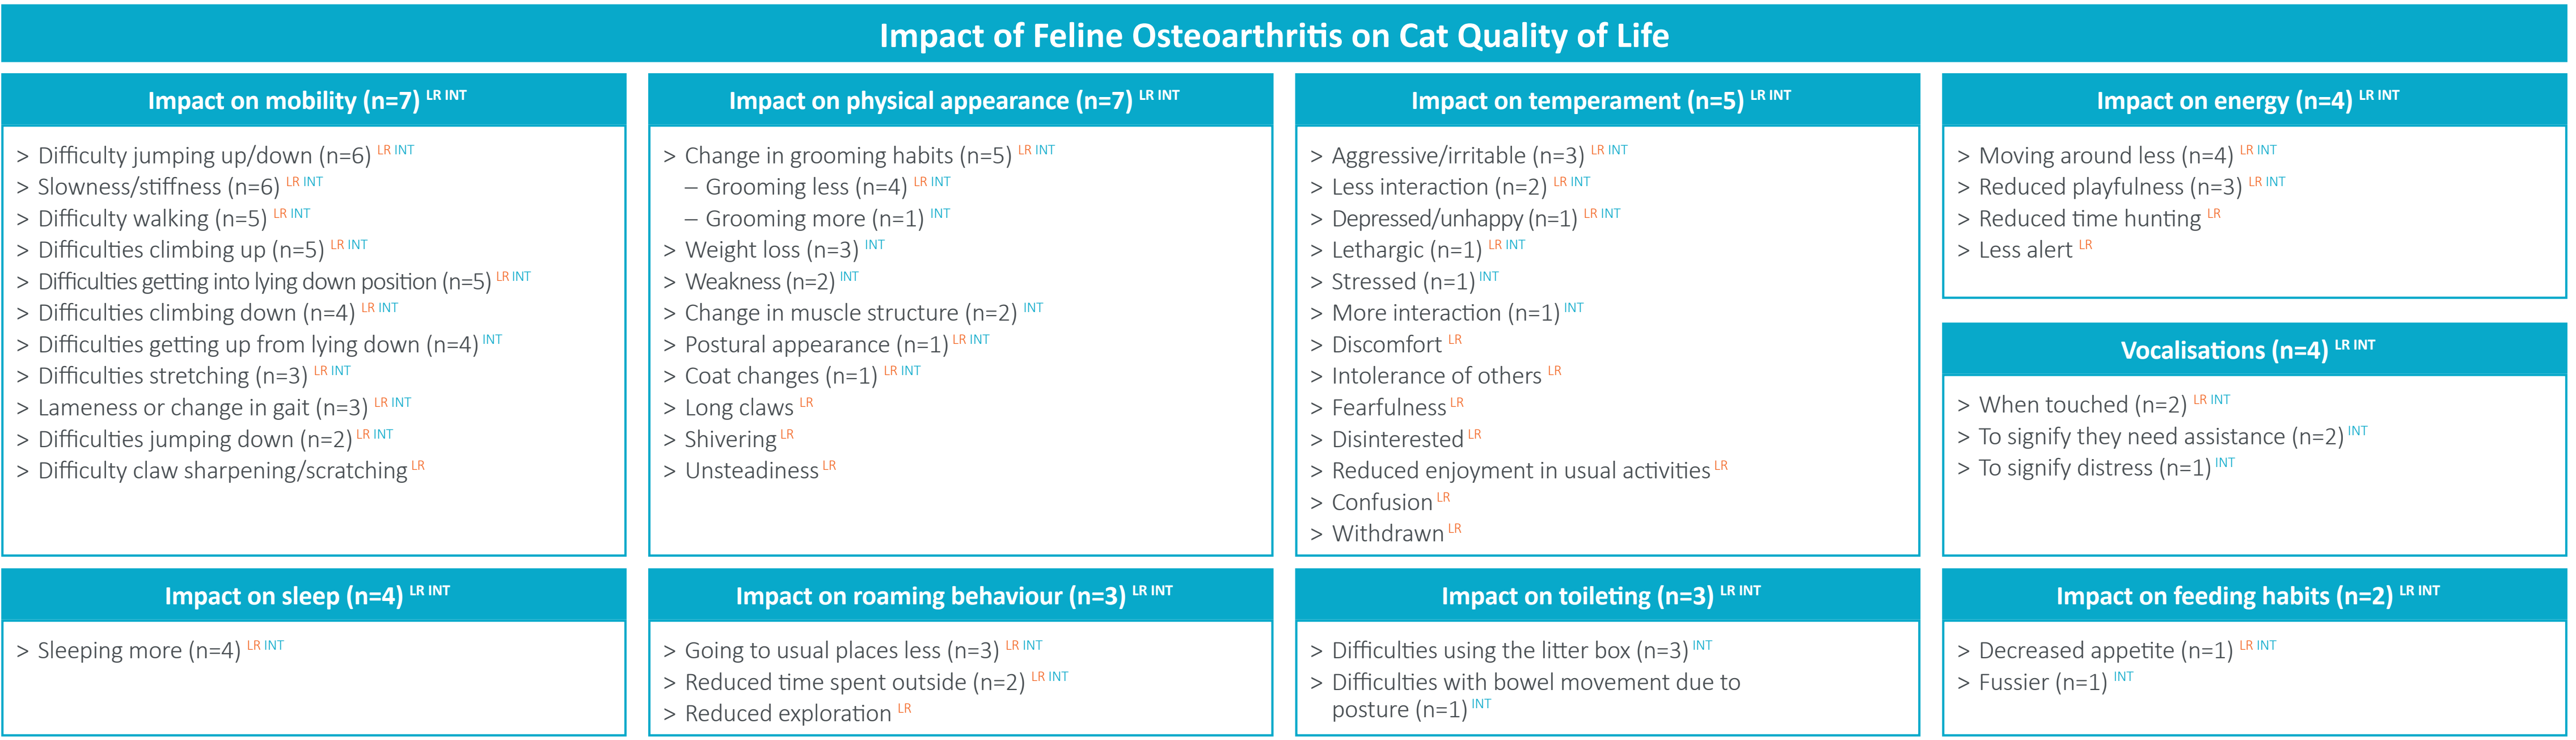 Impact of Feline Osteoarthritis on Cat Quality of Life
Impact on mobility (n=7) LR INT
> Difficulty jumping up/down (n=6) LR INT
> Slowness/stiffness (n=6) LR INT
> Difficulty walking (n=5) LR INT
> Difficulties climbing up (n=5) LR INT
> Difficulties getting into lying down position (n=5) LR INT
> Difficulties climbing down (n=4) LR INT
> Difficulties getting up from lying down (n=4) INT
> Difficulties stretching (n=3) LR INT
> Lameness or change in gait (n=3) LR INT
> Difficulties jumping down (n=2) LR INT
> Difficulty claw sharpening/scratching LR
Impact on physical appearance (n=7) LR INT
> Change in grooming habits (n=5) LR INT
– Grooming less (n=4) LR INT
– Grooming more (n=1) INT
> Weight loss (n=3) INT
> Weakness (n=2) INT
> Change in muscle structure (n=2) INT
> Postural appearance (n=1) LR INT
> Coat changes (n=1) LR INT
> Long claws LR
> Shivering LR
> Unsteadiness LR
Impact on temperament (n=5) LR INT
> Aggressive/irritable (n=3) LR INT
> Less interaction (n=2) LR INT
> Depressed/unhappy (n=1) LR INT
> Lethargic (n=1) LR INT
> Stressed (n=1) INT
> More interaction (n=1) INT
> Discomfort LR
> Intolerance of others LR
> Fearfulness LR
> Disinterested LR
> Reduced enjoyment in usual activities LR
> Confusion LR
> Withdrawn LR
Impact on energy (n=4) LR INT
> Moving around less (n=4) LR INT
> Reduced playfulness (n=3) LR INT
> Reduced time hunting LR
> Less alert LR
Vocalisations (n=4) LR INT
> When touched (n=2) LR INT
> To signify they need assistance (n=2) INT
> To signify distress (n=1) INT
Impact on sleep (n=4) LR INT
> Sleeping more (n=4) LR INT
Impact on roaming behaviour (n=3) LR INT
> Going to usual places less (n=3) LR INT
> Reduced time spent outside (n=2) LR INT
> Reduced exploration LR
Impact on toileting (n=3) LR INT
> Difficulties using the litter box (n=3) INT
> Difficulties with bowel movement due to
posture (n=1) INT
Impact on feeding habits (n=2) LR INT
> Decreased appetite (n=1) LR INT
> Fussier (n=1) INT